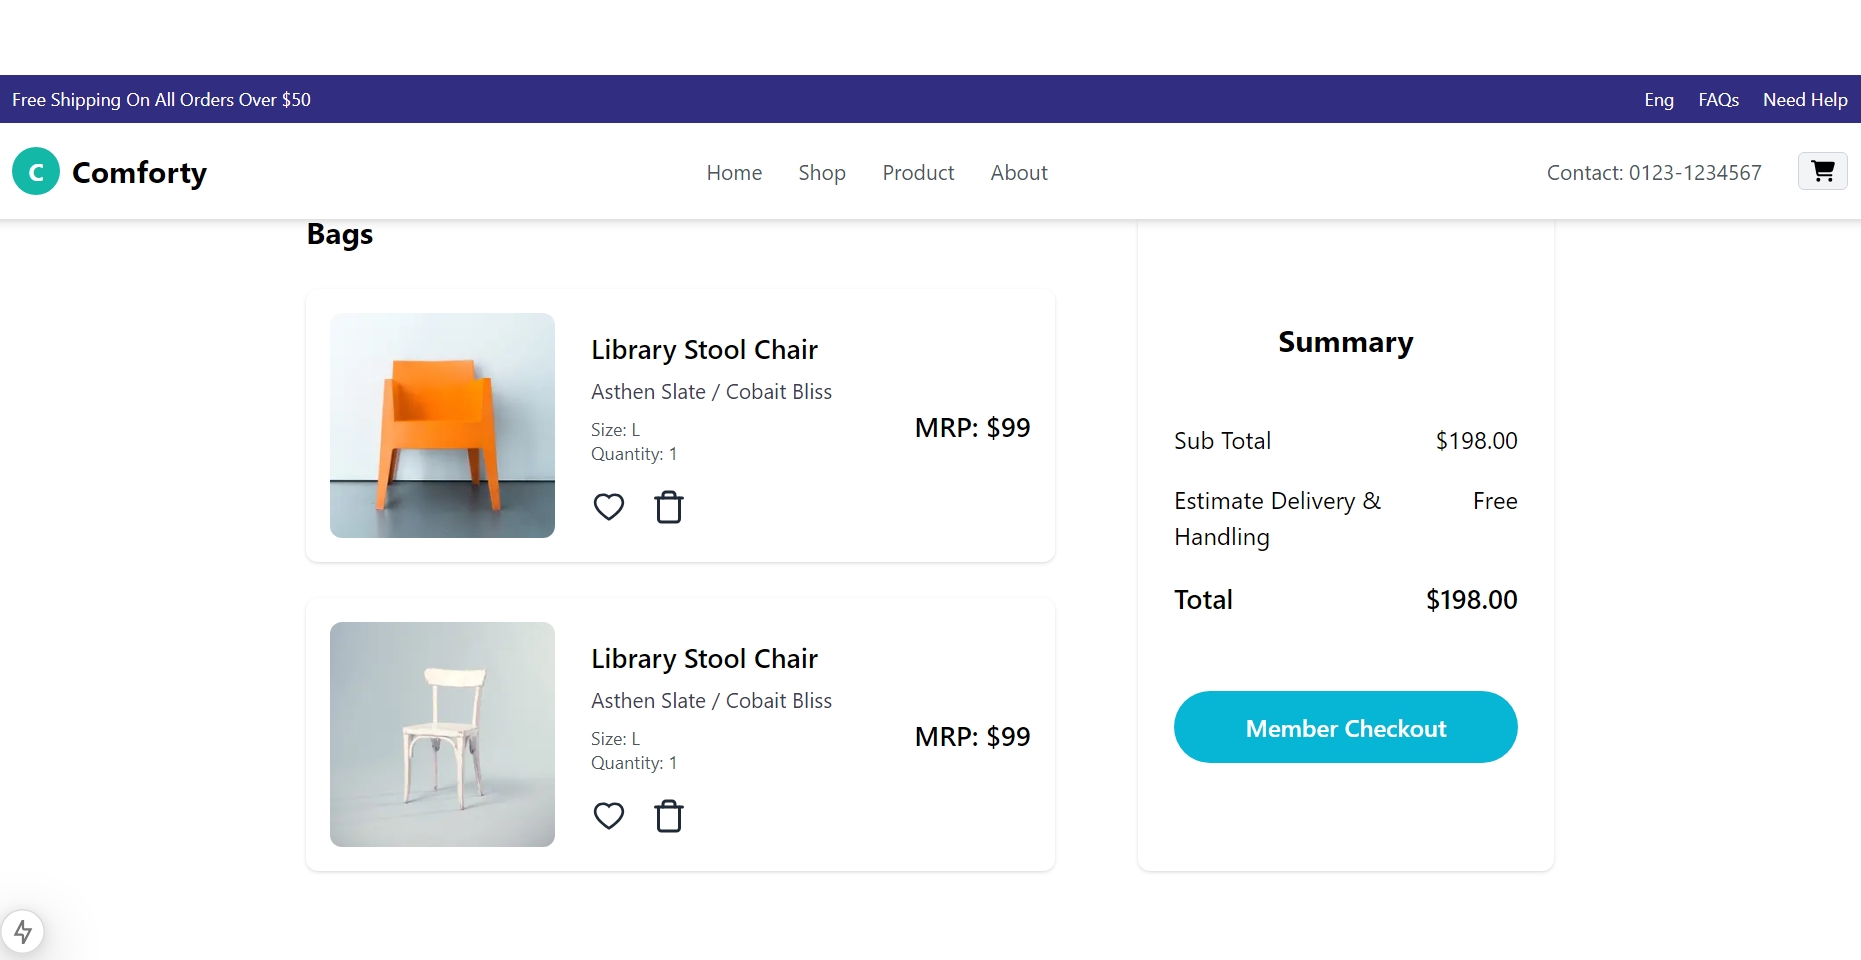 Free Shipping On All Orders Over $50
Eng FAQs Need Help
C Comforty
Home Shop Product About
Contact: 0123-1234567
Bags
Library Stool Chair
Asthen Slate / Cobait Bliss
Size: L
Quantity: 1
MRP: $99
Library Stool Chair
Asthen Slate / Cobait Bliss
Size: L
Quantity: 1
MRP: $99
Summary
Sub Total $198.00
Estimate Delivery & Free
Handling
Total $198.00
Member Checkout